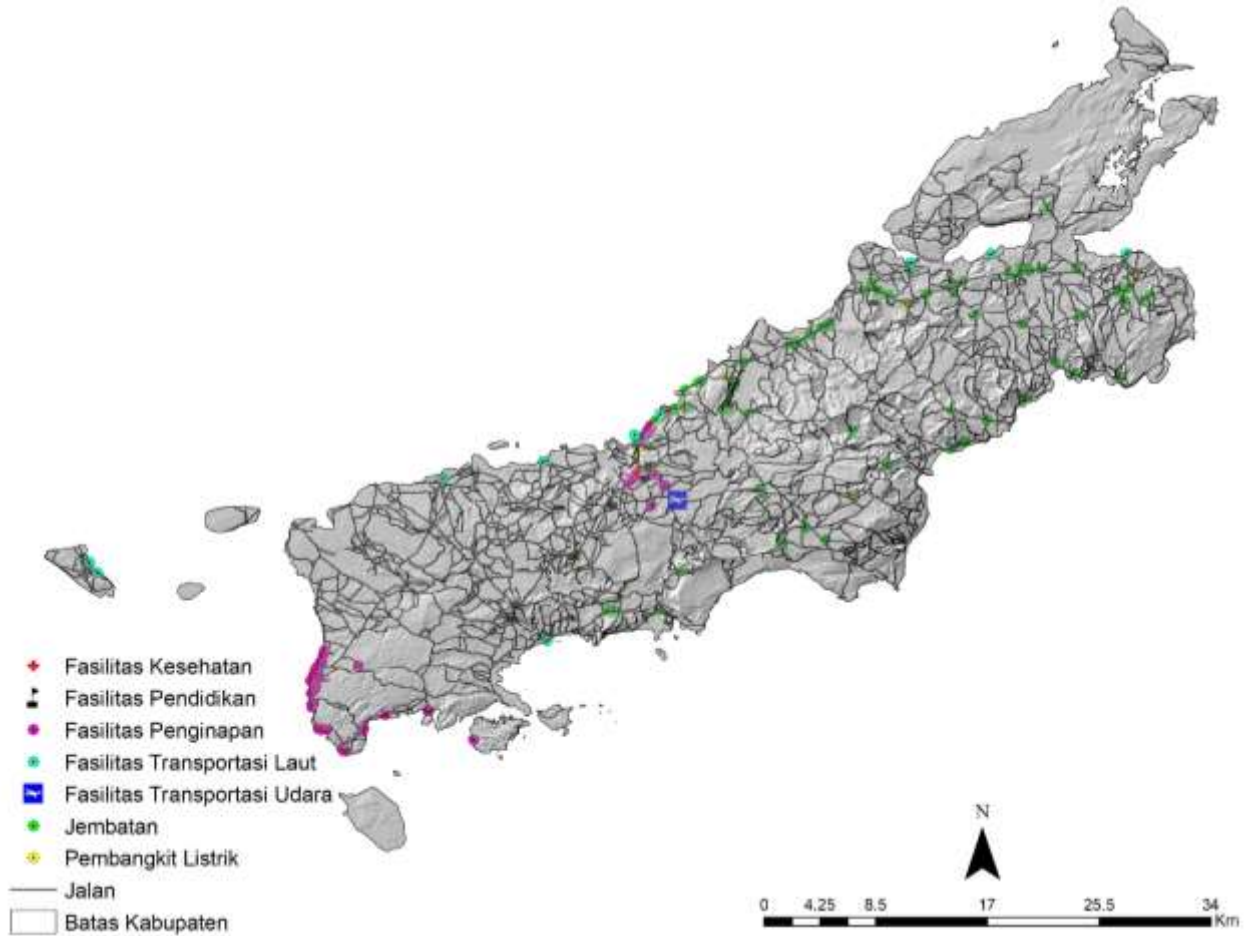 Fasilitas Kesehatan
Fasilitas Pendidikan
Fasilitas Penginapan
Fasilitas Transportasi Laut
Fasilitas Transportasi Udara
Jembatan
Pembangkit Listrik
Jalan
Batas Kabupaten
N
0 4.25 8.5 17 25.5 34
Km